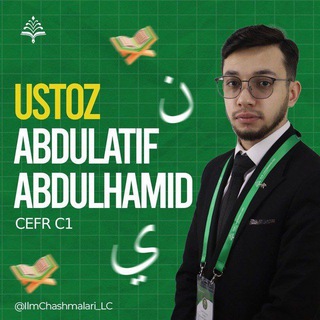 USTOZ
ن
ABDULATIF
ABDULHAMID
CEFR C1
ي
@IlmChashmalari_LC